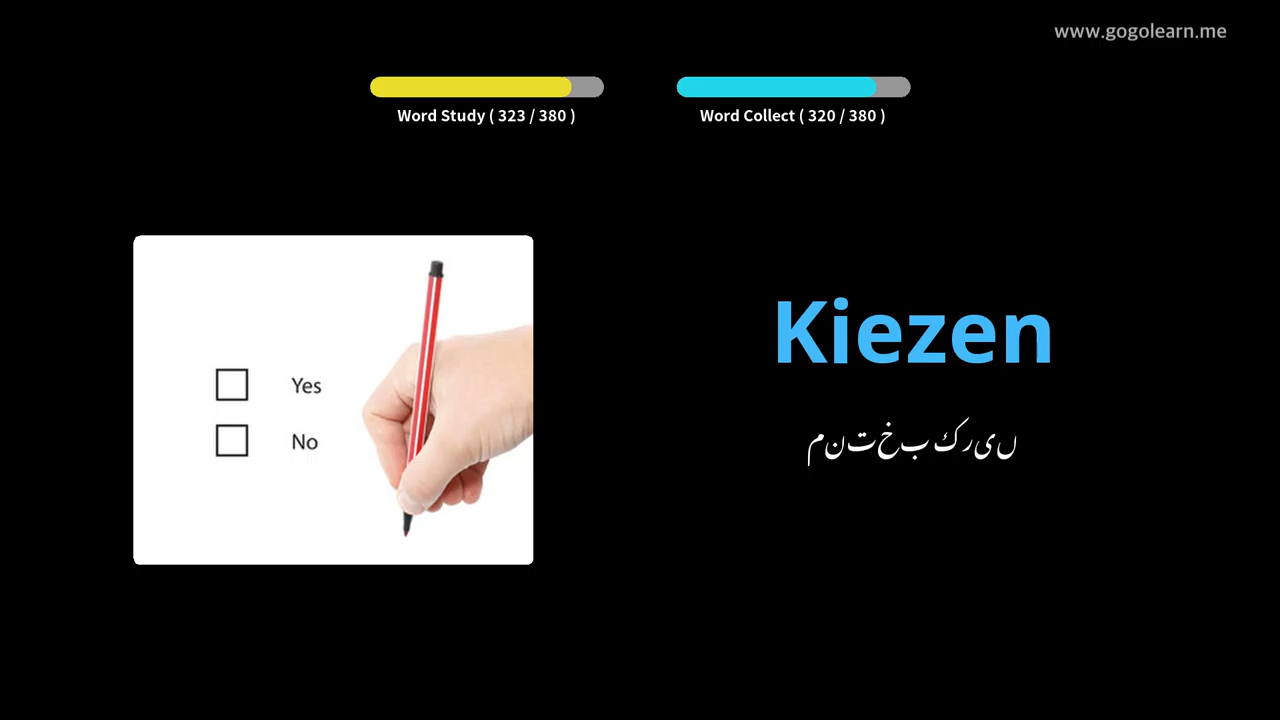 www.gogolearn.me
Word Study ( 323 / 380 )
Word Collect ( 320 / 380 )
Yes
No
Kiezen
منتخب کریں